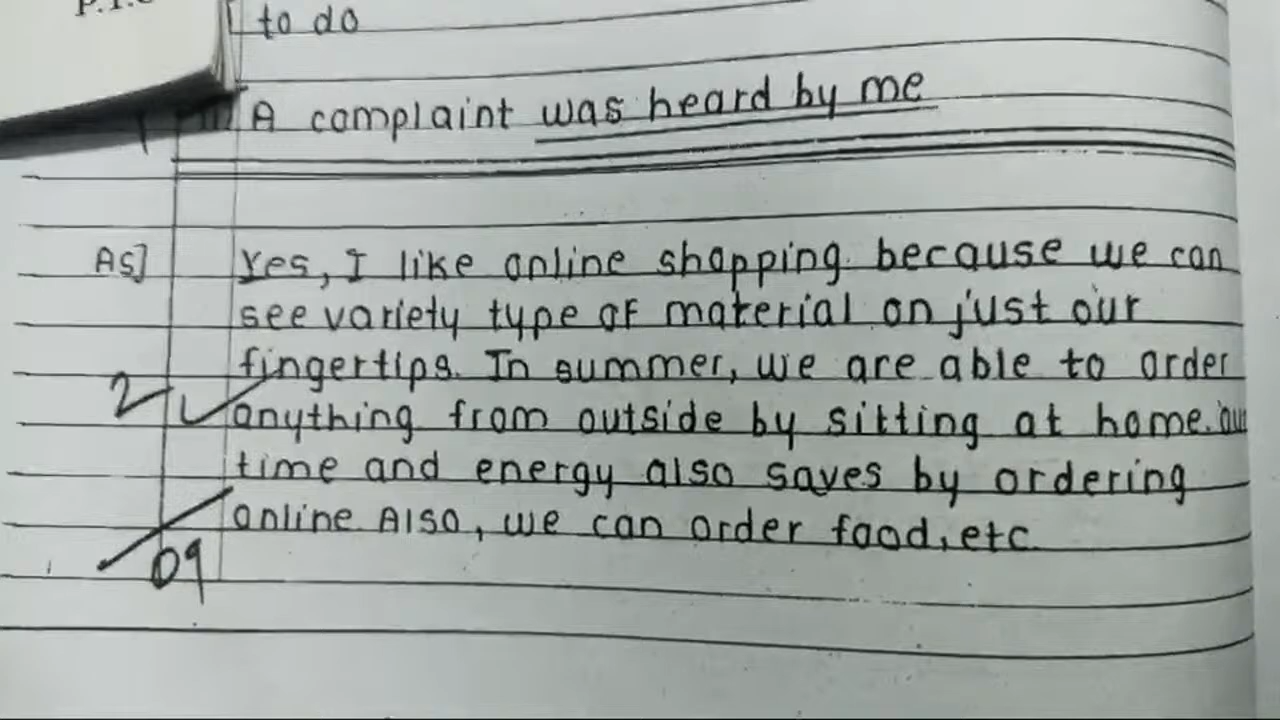 to do
A complaint was heard by me
A5]
Yes, I like online shopping because we can
see variety type of material on just our
fingertips. In summer, we are able to order
2
anything from outside by sitting at home. our
time and energy also saves by ordering
online. Also, we can order food, etc.
09